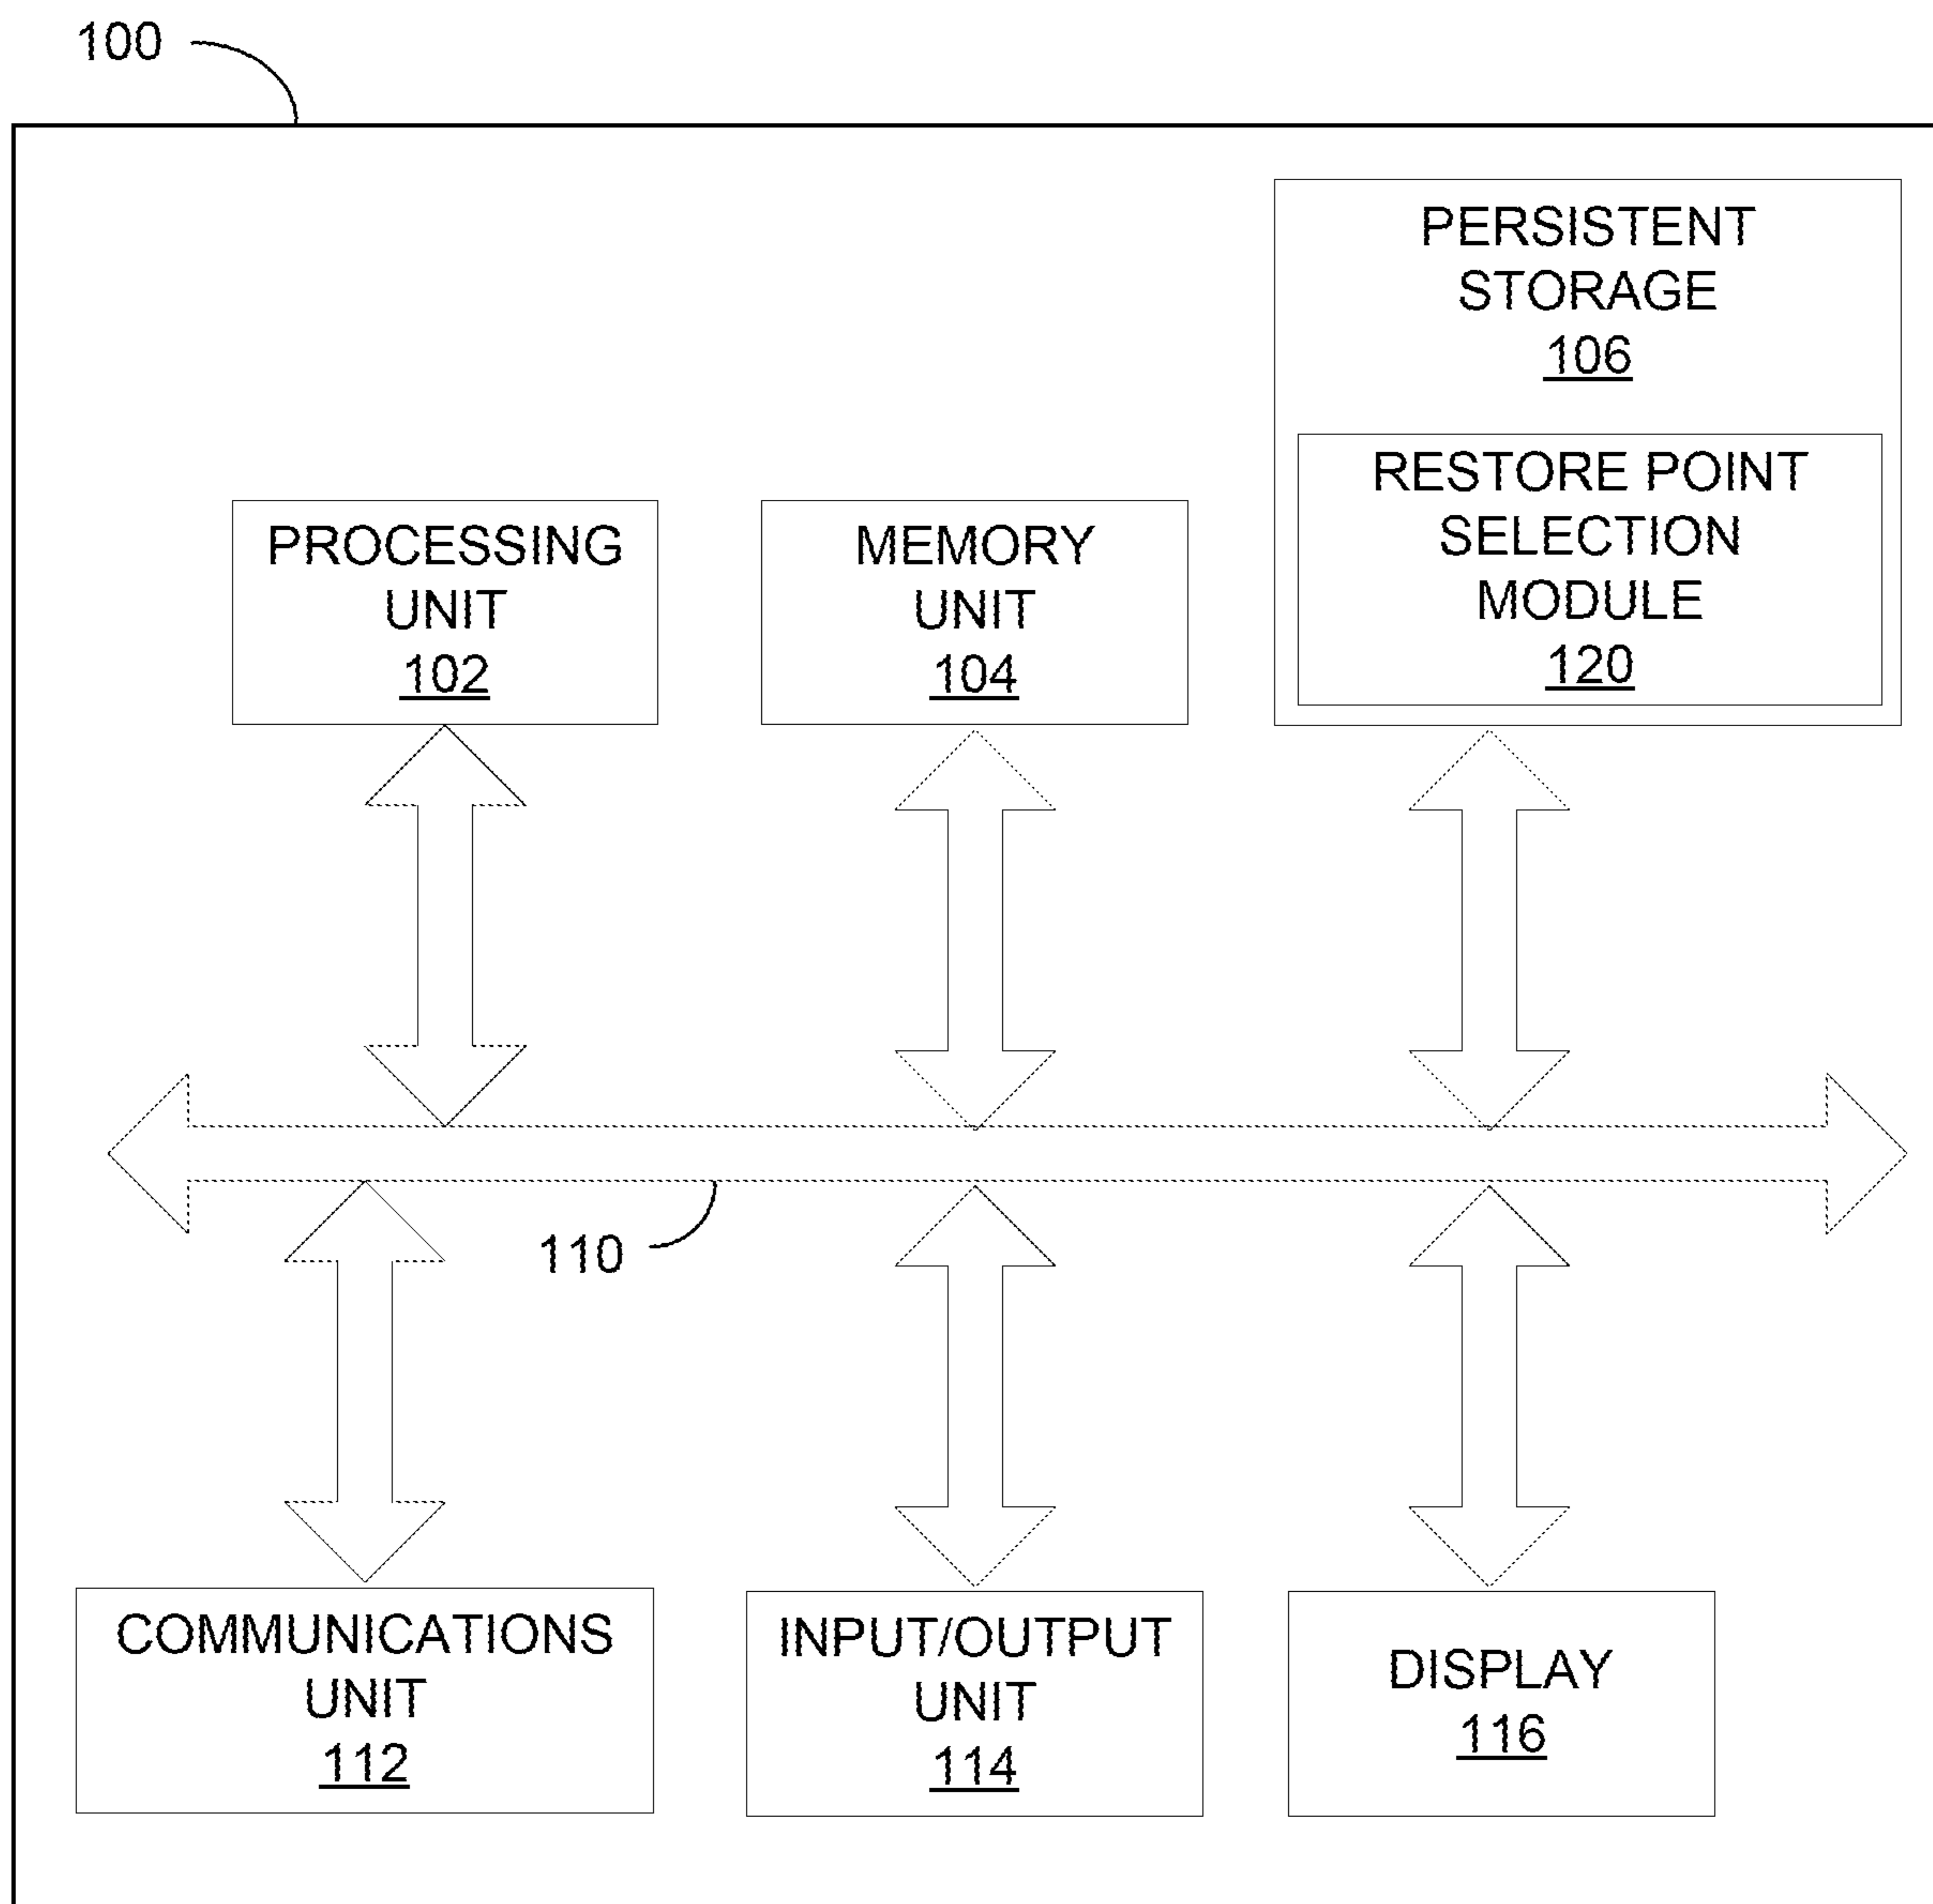 100
PERSISTENT
STORAGE
106
RESTORE POINT
SELECTION
MODULE
120
PROCESSING
UNIT
102
MEMORY
UNIT
104
110
COMMUNICATIONS
UNIT
112
INPUT/OUTPUT
UNIT
114
DISPLAY
116